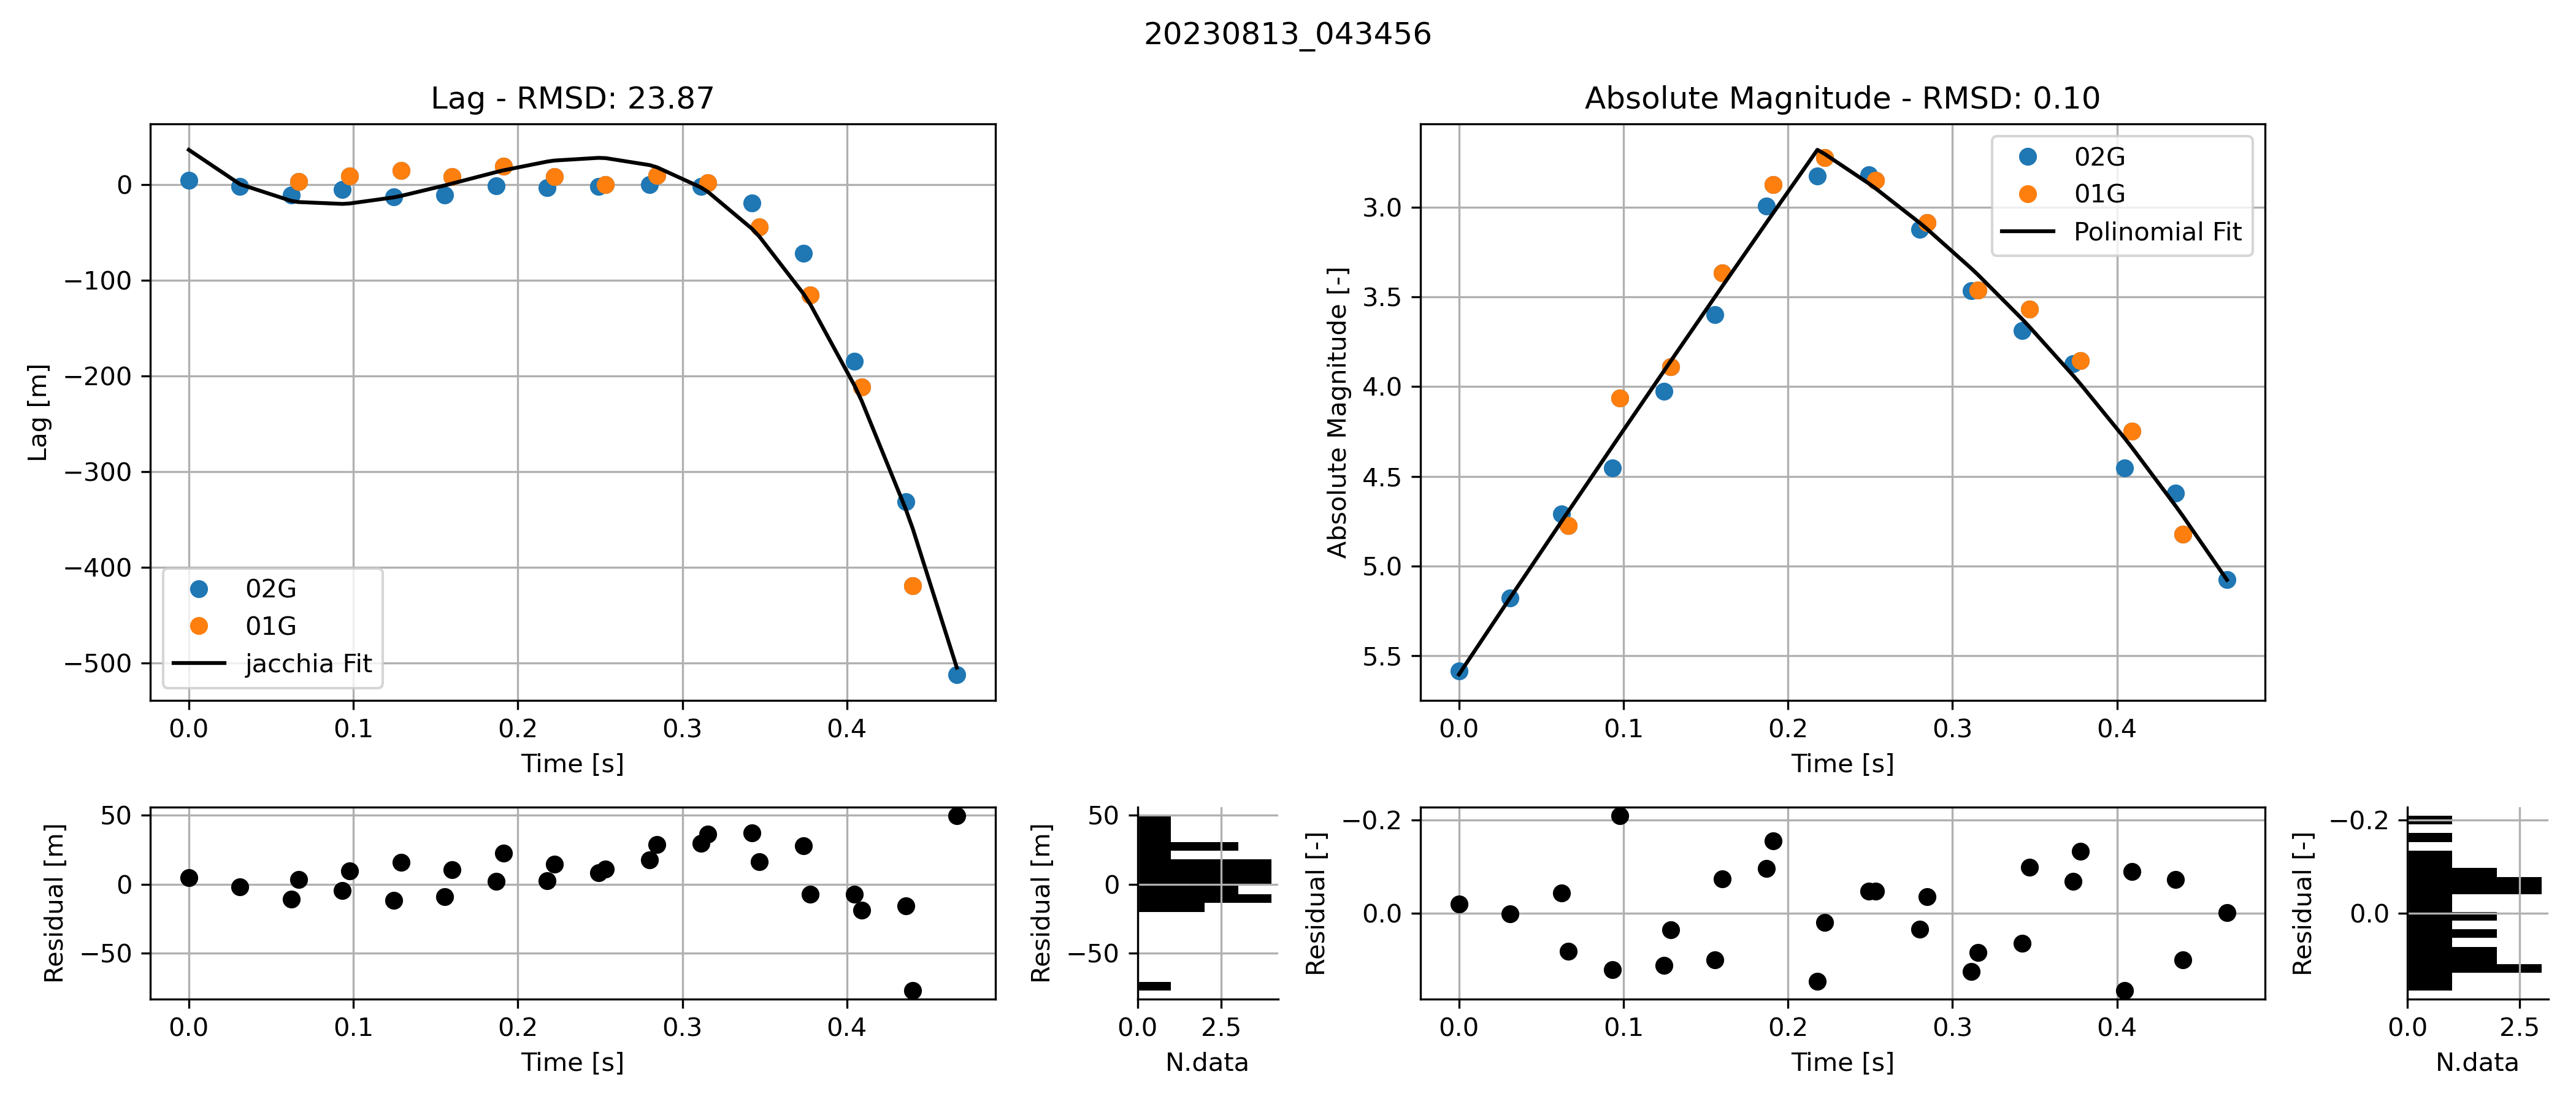 20230813_043456
Lag - RMSD: 23.87
0
−100
−200
−300
−400
−500
Lag [m]
02G
01G
jacchia Fit
0.0 0.1 0.2 0.3 0.4
Time [s]
Absolute Magnitude - RMSD: 0.10
3.0
3.5
4.0
4.5
5.0
5.5
Absolute Magnitude [-]
02G
01G
Polinomial Fit
0.0 0.1 0.2 0.3 0.4
Time [s]
50
0
−50
Residual [m]
0.0 0.1 0.2 0.3 0.4
Time [s]
50
0
−50
Residual [m]
0.0 2.5
N.data
−0.2
0.0
Residual [-]
0.0 0.1 0.2 0.3 0.4
Time [s]
−0.2
0.0
Residual [-]
0.0 2.5
N.data